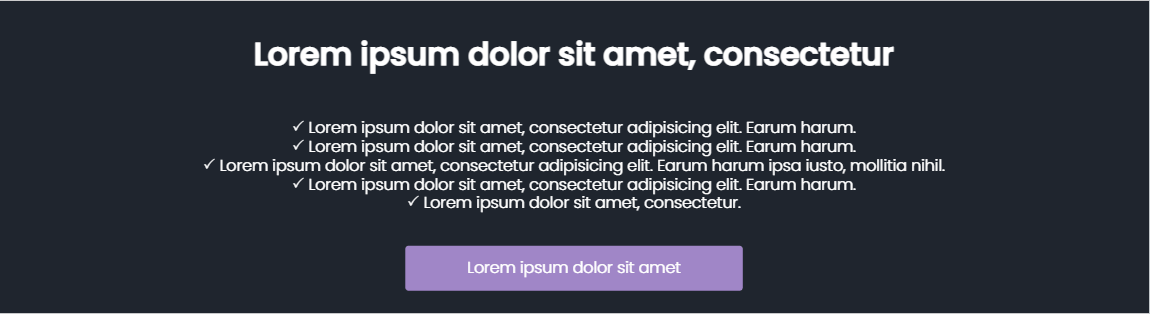 Lorem ipsum dolor sit amet, consectetur
✓ Lorem ipsum dolor sit amet, consectetur adipisicing elit. Earum harum.
✓ Lorem ipsum dolor sit amet, consectetur adipisicing elit. Earum harum.
✓ Lorem ipsum dolor sit amet, consectetur adipisicing elit. Earum harum ipsa iusto, mollitia nihil.
✓ Lorem ipsum dolor sit amet, consectetur adipisicing elit. Earum harum.
✓ Lorem ipsum dolor sit amet, consectetur.
Lorem ipsum dolor sit amet